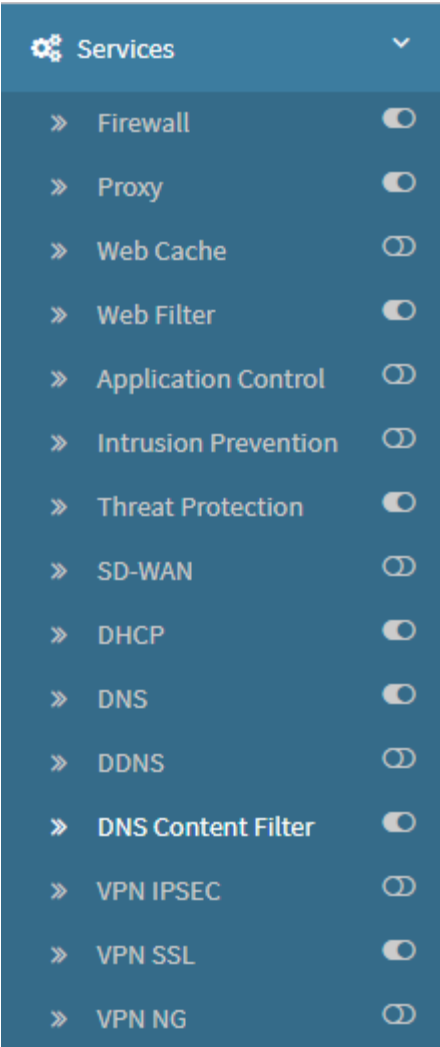 Services
Firewall
Proxy
Web Cache
Web Filter
Application Control
Intrusion Prevention
Threat Protection
SD-WAN
DHCP
DNS
DDNS
DNS Content Filter
VPN IPSEC
VPN SSL
VPN NG